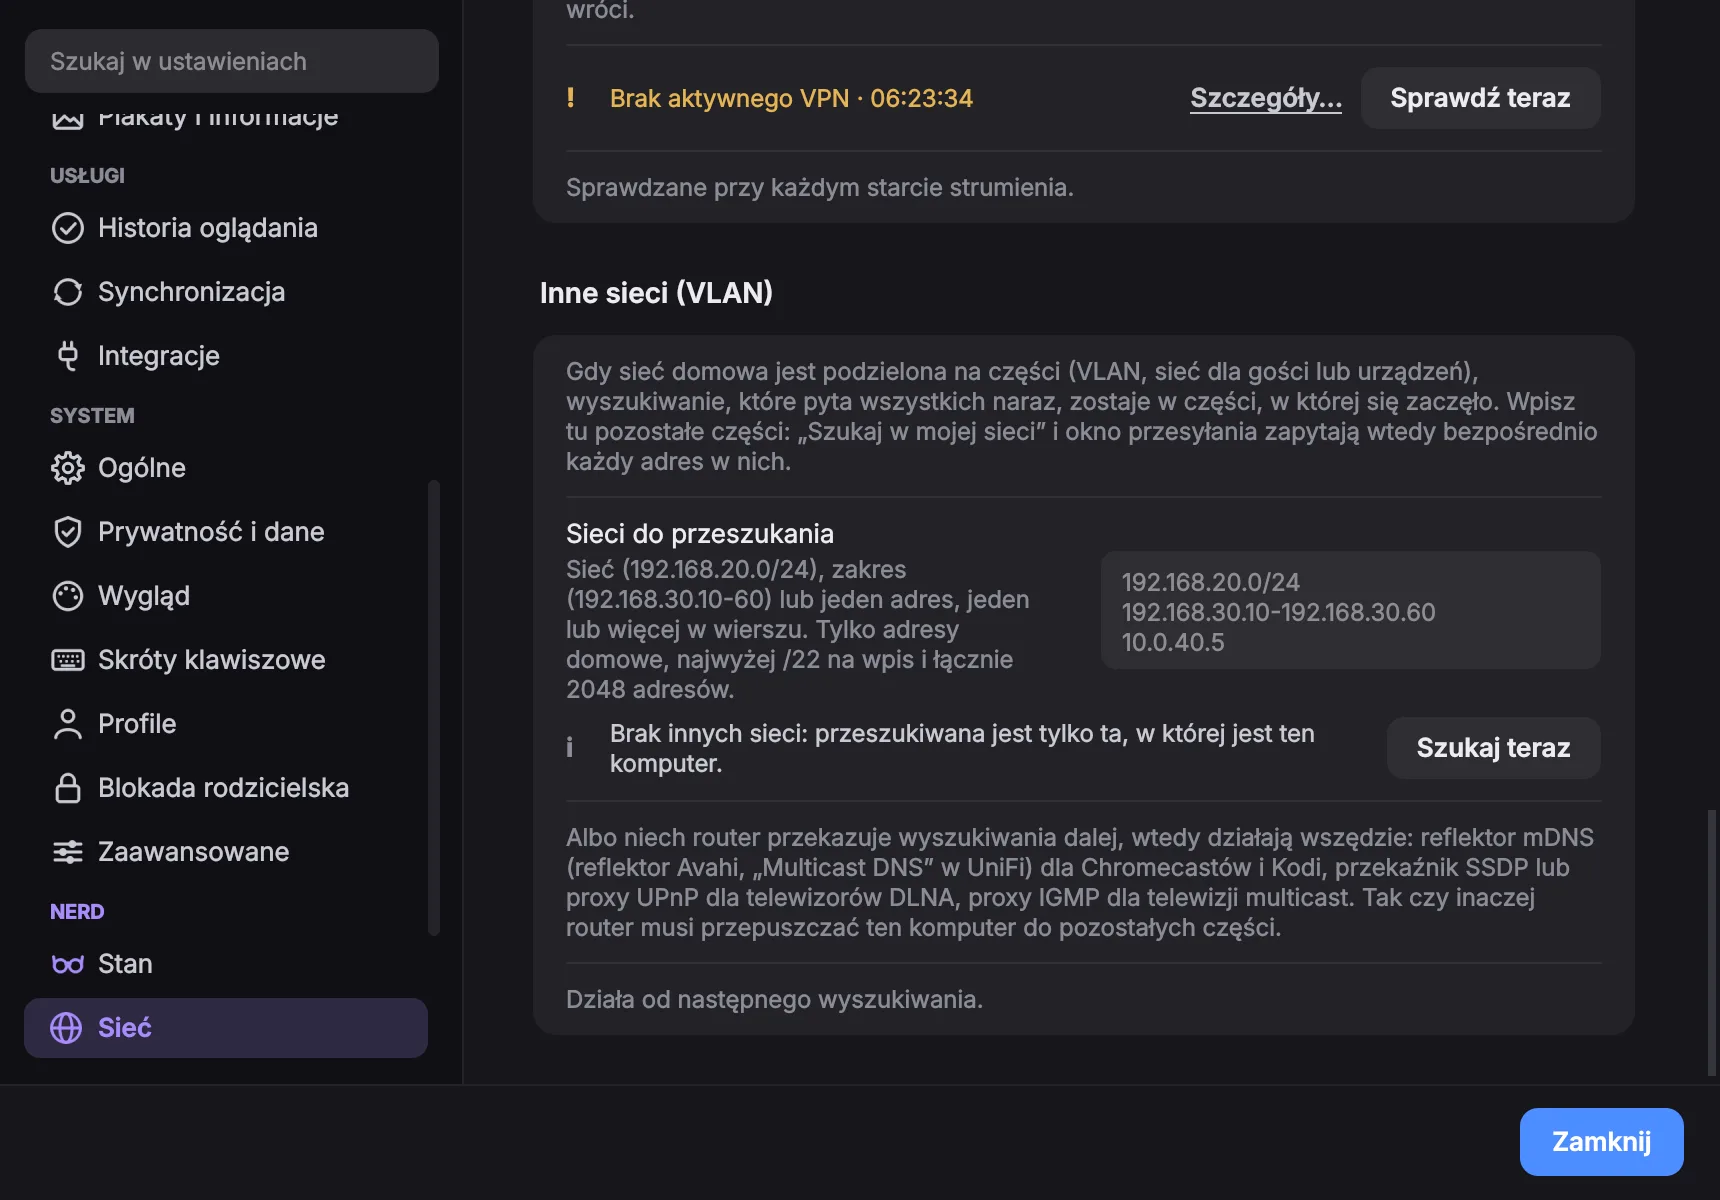 Szukaj w ustawieniach
Plakaty i informacje
USŁUGI
Historia oglądania
Synchronizacja
Integracje
SYSTEM
Ogólne
Prywatność i dane
Wygląd
Skróty klawiszowe
Profile
Blokada rodzicielska
Zaawansowane
NERD
Stan
Sieć
wróci.
! Brak aktywnego VPN · 06:23:34 Szczegóły... Sprawdź teraz
Sprawdzane przy każdym starcie strumienia.
Inne sieci (VLAN)
Gdy sieć domowa jest podzielona na części (VLAN, sieć dla gości lub urządzeń),
wyszukiwanie, które pyta wszystkich naraz, zostaje w części, w której się zaczęło. Wpisz
tu pozostałe części: „Szukaj w mojej sieci” i okno przesyłania zapytają wtedy bezpośrednio
każdy adres w nich.
Sieci do przeszukania
Sieć (192.168.20.0/24), zakres
(192.168.30.10-60) lub jeden adres, jeden
lub więcej w wierszu. Tylko adresy
domowe, najwyżej /22 na wpis i łącznie
2048 adresów.
192.168.20.0/24
192.168.30.10-192.168.30.60
10.0.40.5
Brak innych sieci: przeszukiwana jest tylko ta, w której jest ten
komputer.
Szukaj teraz
Albo niech router przekazuje wyszukiwania dalej, wtedy działają wszędzie: reflektor mDNS
(reflektor Avahi, „Multicast DNS” w UniFi) dla Chromecastów i Kodi, przekaźnik SSDP lub
proxy UPnP dla telewizorów DLNA, proxy IGMP dla telewizji multicast. Tak czy inaczej
router musi przepuszczać ten komputer do pozostałych części.
Działa od następnego wyszukiwania.
Zamknij